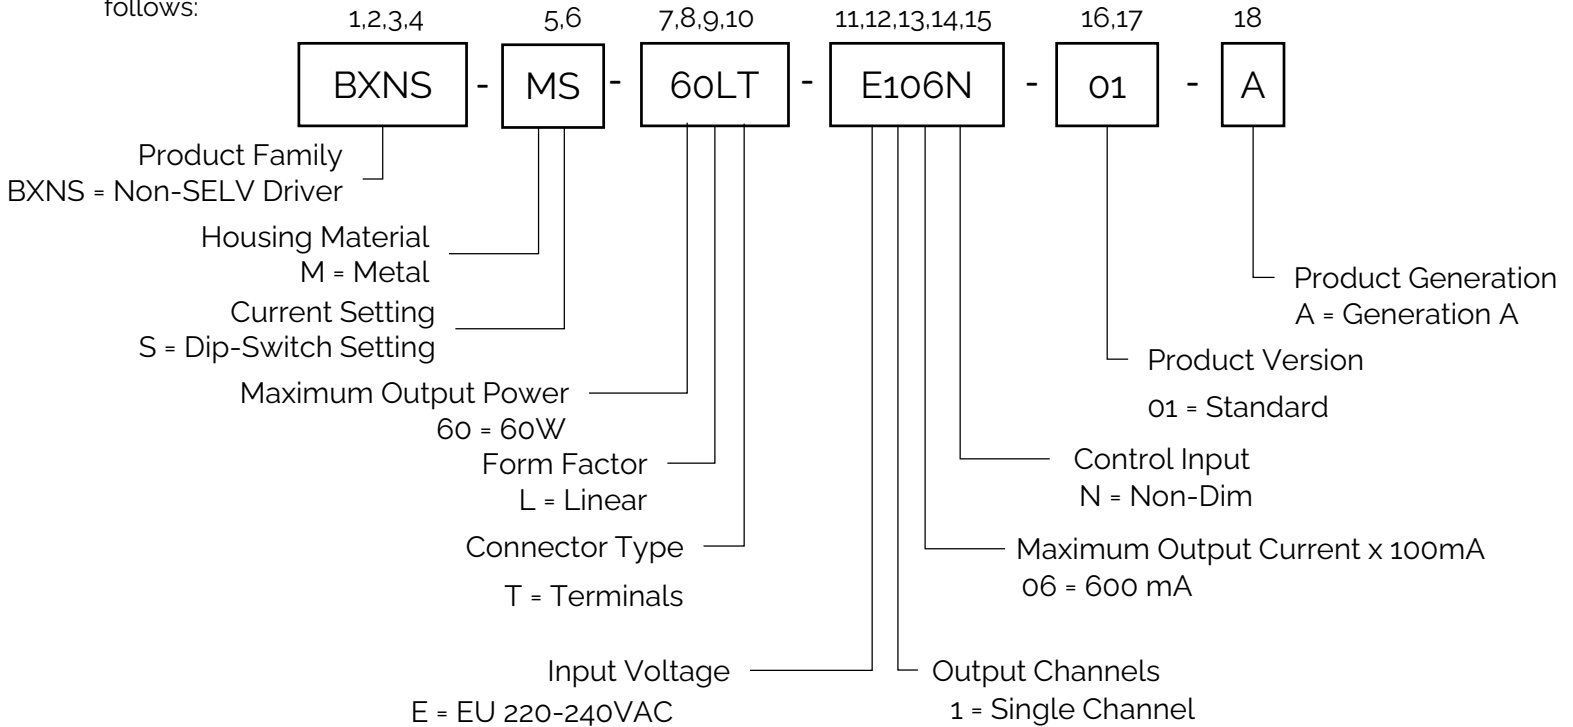 follows:
1,2,3,4 5,6 7,8,9,10 11,12,13,14,15 16,17 18
BXNS - MS - 60LT - E106N - 01 - A
Product Family
BXNS = Non-SELV Driver
Housing Material
M = Metal
Current Setting
S = Dip-Switch Setting
Maximum Output Power
60 = 60W
Form Factor
L = Linear
Connector Type
T = Terminals
Input Voltage
E = EU 220-240VAC
Output Channels
1 = Single Channel
Maximum Output Current x 100mA
06 = 600 mA
Control Input
N = Non-Dim
Product Version
01 = Standard
Product Generation
A = Generation A